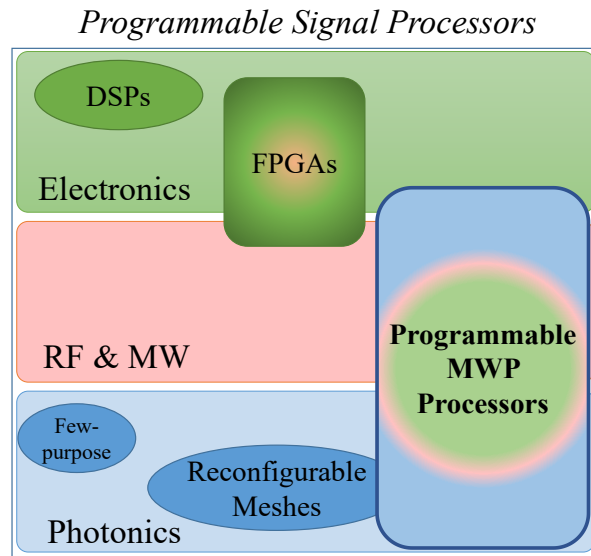 Programmable Signal Processors
DSPs
FPGAs
Electronics
RF & MW
Programmable
MWP
Processors
Few-
purpose
Reconfigurable
Meshes
Photonics